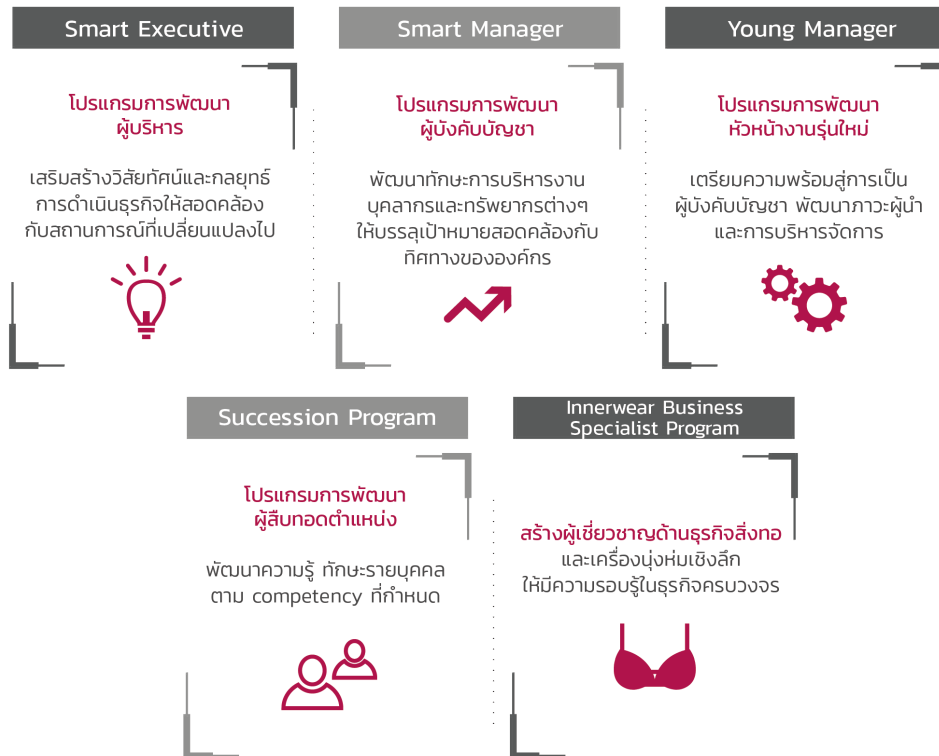 Smart Executive
โปรแกรมการพัฒนา
ผู้บริหาร
เสริมสร้างวิสัยทัศน์และกลยุทธ์
การดำเนินธุรกิจให้สอดคล้อง
กับสถานการณ์ที่เปลี่ยนแปลงไป
Smart Manager
โปรแกรมการพัฒนา
ผู้บังคับบัญชา
พัฒนาทักษะการบริหารงาน
บุคลากรและทรัพยากรต่างๆ
ให้บรรลุเป้าหมายสอดคล้องกับ
ทิศทางขององค์กร
Young Manager
โปรแกรมการพัฒนา
หัวหน้างานรุ่นใหม่
เตรียมความพร้อมสู่การเป็น
ผู้บังคับบัญชา พัฒนาภาวะผู้นำ
และการบริหารจัดการ
Succession Program
โปรแกรมการพัฒนา
ผู้สืบทอดตำแหน่ง
พัฒนาความรู้ ทักษะรายบุคคล
ตาม competency ที่กำหนด
Innerwear Business
Specialist Program
สร้างผู้เชี่ยวชาญด้านธุรกิจสิ่งทอ
และเครื่องนุ่งห่มเชิงลึก
ให้มีความรอบรู้ในธุรกิจครบวงจร